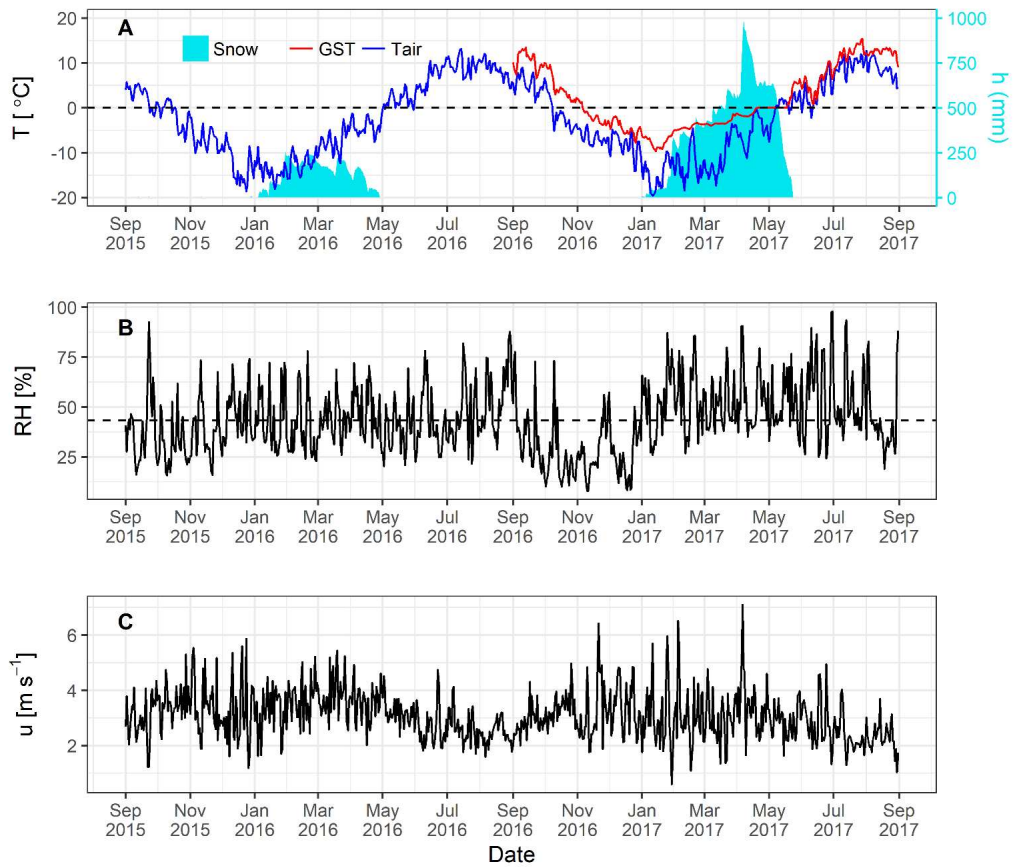 A
Snow GST Tair
T [ °C]
20
10
0
-10
-20
h (mm)
1000
750
500
250
0
Sep 2015 Nov 2015 Jan 2016 Mar 2016 May 2016 Jul 2016 Sep 2016 Nov 2016 Jan 2017 Mar 2017 May 2017 Jul 2017 Sep 2017
B
RH [%]
100
75
50
25
Sep 2015 Nov 2015 Jan 2016 Mar 2016 May 2016 Jul 2016 Sep 2016 Nov 2016 Jan 2017 Mar 2017 May 2017 Jul 2017 Sep 2017
C
u [m s⁻¹]
6
4
2
Sep 2015 Nov 2015 Jan 2016 Mar 2016 May 2016 Jul 2016 Sep 2016 Nov 2016 Jan 2017 Mar 2017 May 2017 Jul 2017 Sep 2017
Date